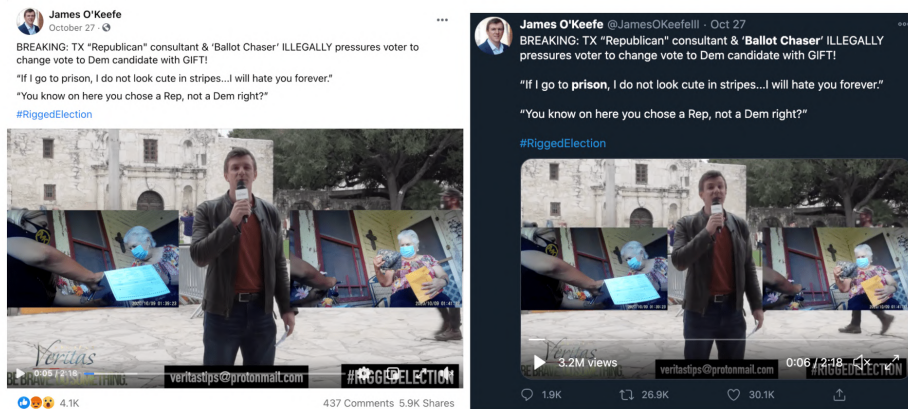 James O'Keefe
October 27 ·
BREAKING: TX “Republican" consultant & ‘Ballot Chaser’ ILLEGALLY pressures voter to
change vote to Dem candidate with GIFT!
“If I go to prison, I do not look cute in stripes...I will hate you forever.”
“You know on here you chose a Rep, not a Dem right?”
#RiggedElection
Veritas
0:05 / 2:18
BE BRAVE. SOMETHING.
veritastips@protonmail.com
#RIGGEDELECTION
4.1K
437 Comments 5.9K Shares
James O'Keefe @JamesOKeefeIII · Oct 27
BREAKING: TX “Republican" consultant & ‘Ballot Chaser’ ILLEGALLY
pressures voter to change vote to Dem candidate with GIFT!
“If I go to prison, I do not look cute in stripes...I will hate you forever.”
“You know on here you chose a Rep, not a Dem right?”
#RiggedElection
Veritas
3.2M views
0:06 / 2:18
veritastips@protonmail.com
#RIGGEDELECTION
1.9K
26.9K
30.1K